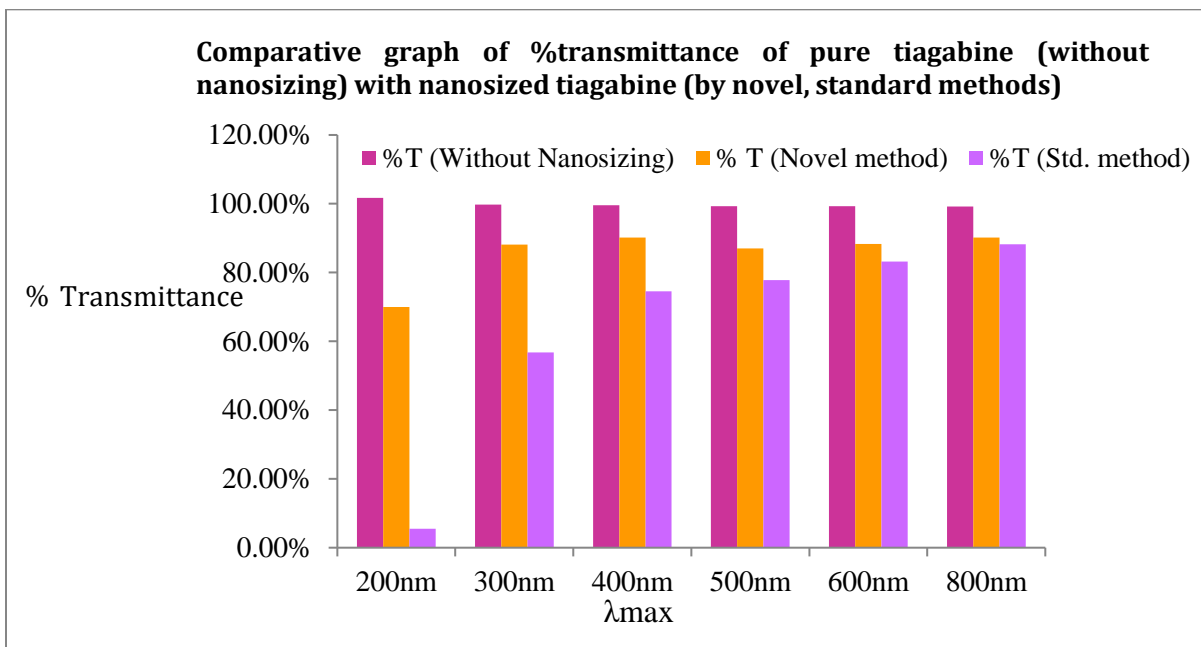 Comparative graph of %transmittance of pure tiagabine (without
nanosizing) with nanosized tiagabine (by novel, standard methods)
120.00%
%T (Without Nanosizing) % T (Novel method) %T (Std. method)
100.00%
80.00%
% Transmittance
60.00%
40.00%
20.00%
0.00%
200nm 300nm 400nm 500nm 600nm 800nm
λmax